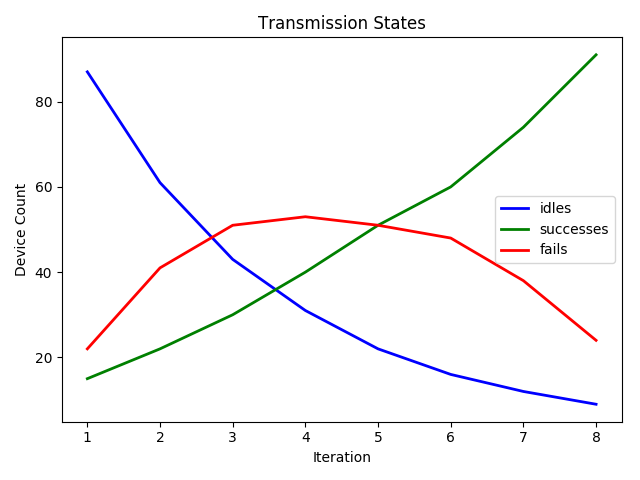 Transmission States
Device Count
80
60
40
20
idles
successes
fails
1 2 3 4 5 6 7 8
Iteration